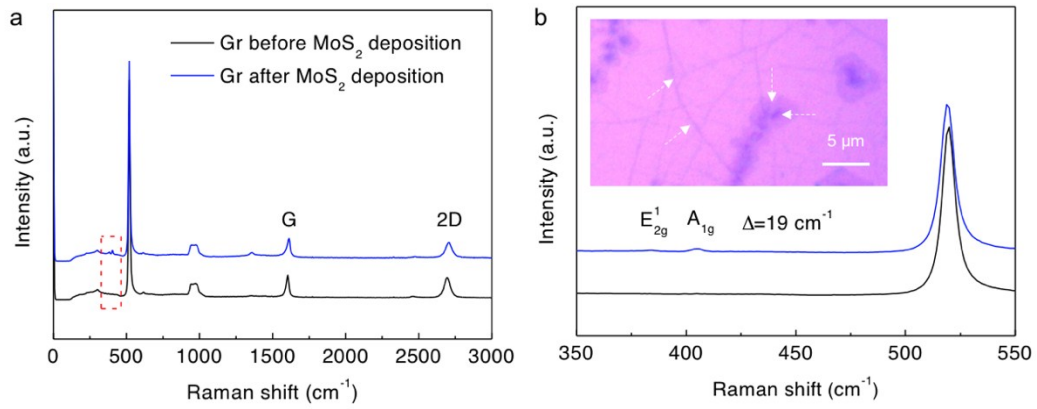 a
Gr before MoS₂ deposition
Gr after MoS₂ deposition
G
2D
Intensity (a.u.)
0 500 1000 1500 2000 2500 3000
Raman shift (cm⁻¹)
b
5 µm
E¹₂g A₁g Δ=19 cm⁻¹
Intensity (a.u.)
350 400 450 500 550
Raman shift (cm⁻¹)